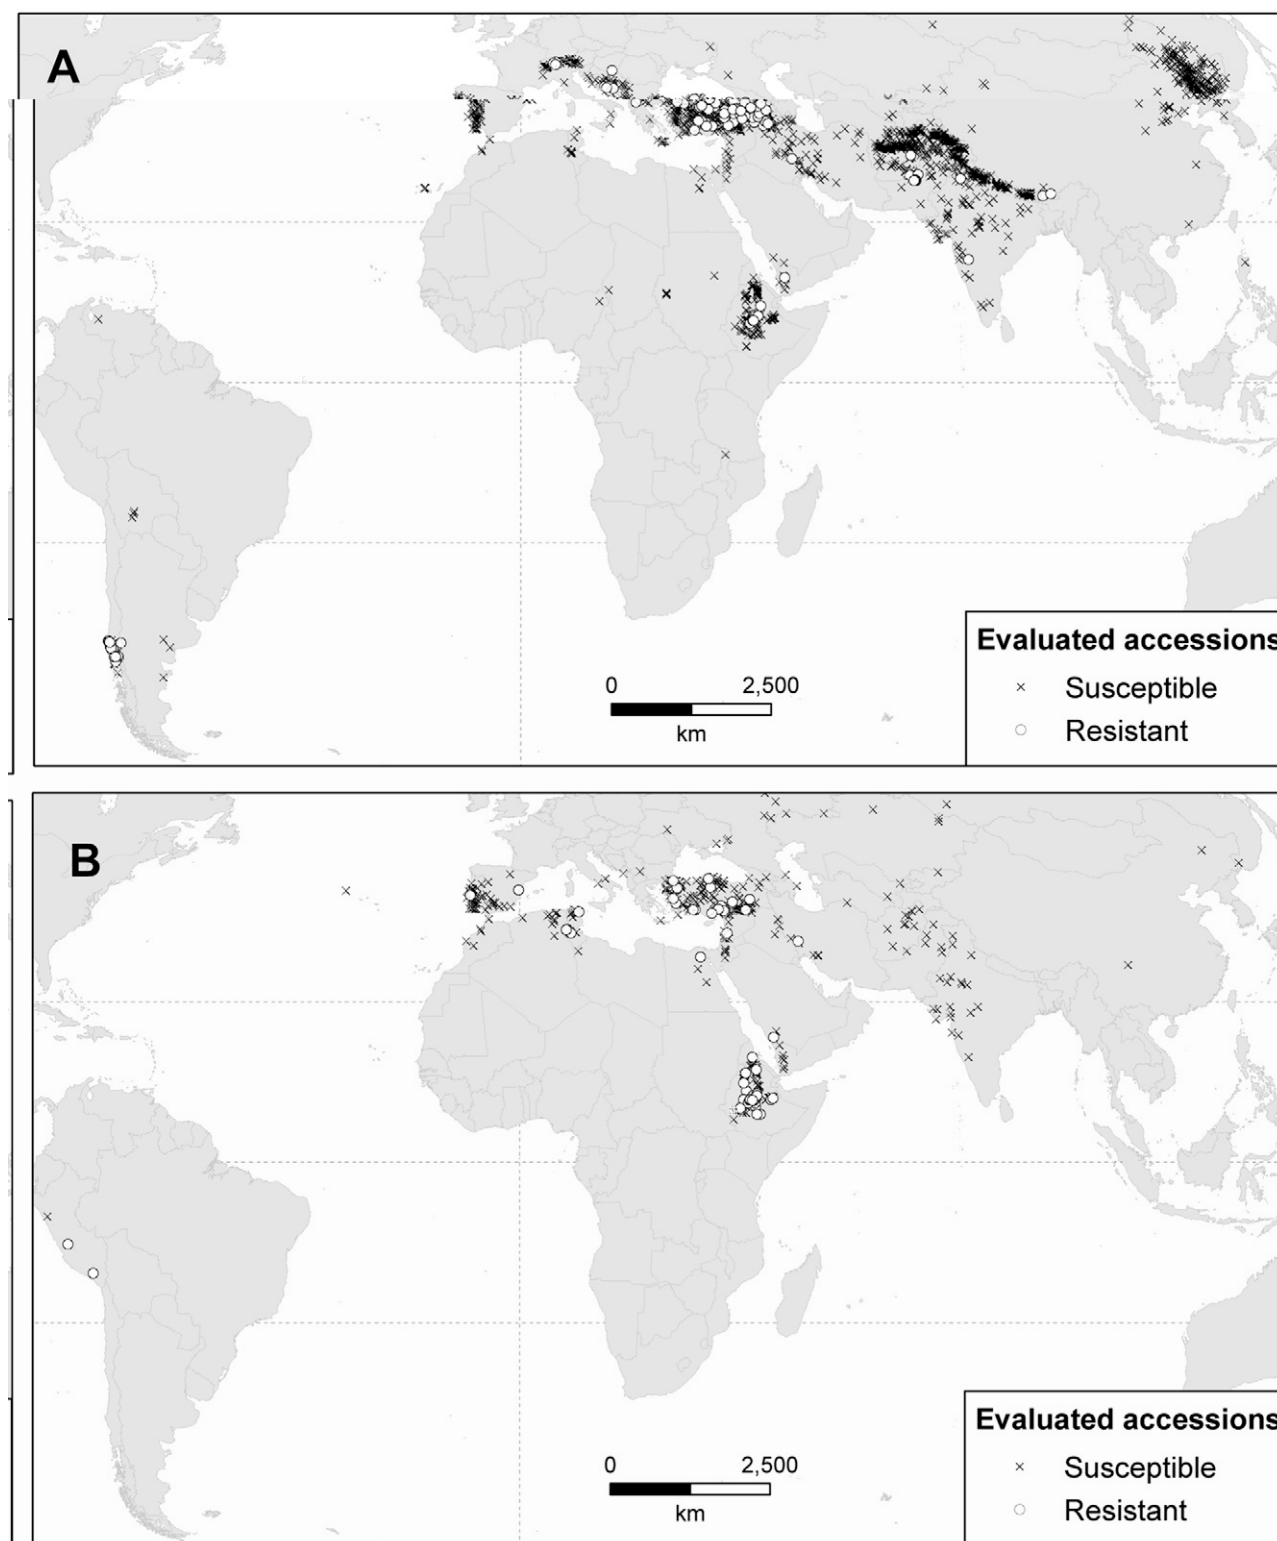 A
Evaluated accessions
Susceptible
Resistant
0 2,500
km
B
Evaluated accessions
Susceptible
Resistant
0 2,500
km